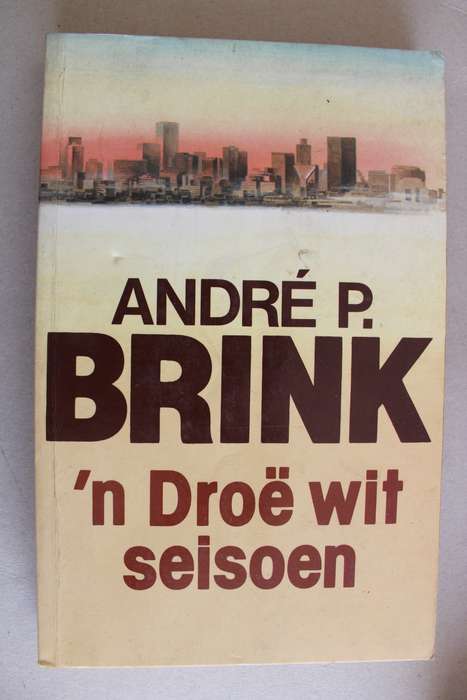 ANDRÉ P.
BRINK
'n Droë wit
seisoen